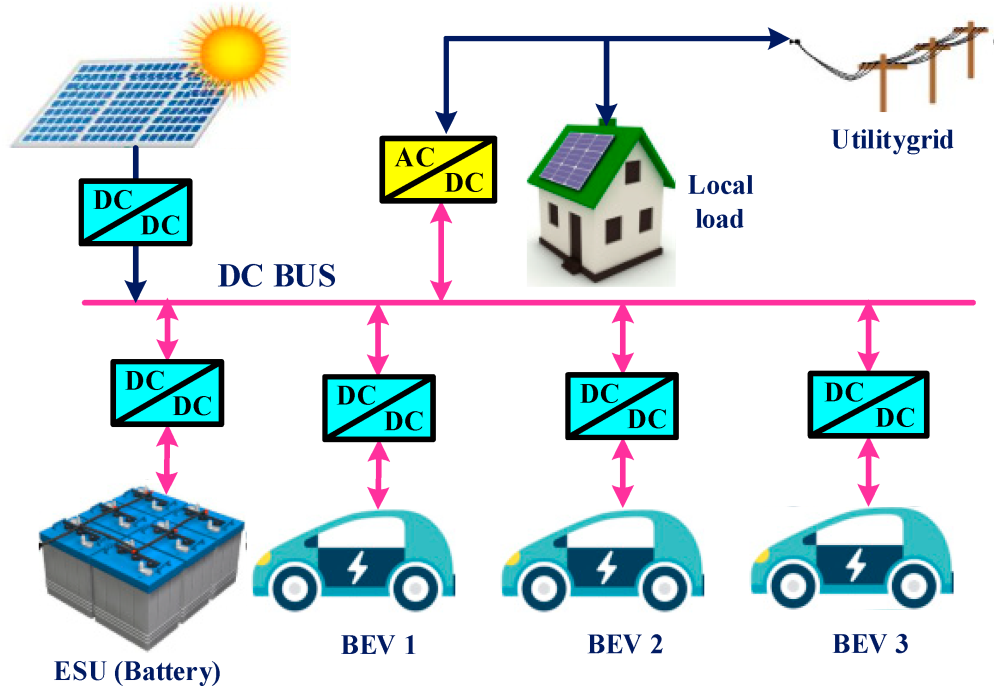 Utilitygrid
AC
DC
Local
load
DC
DC
DC BUS
DC
DC
DC
DC
DC
DC
DC
DC
ESU (Battery)
BEV 1
BEV 2
BEV 3